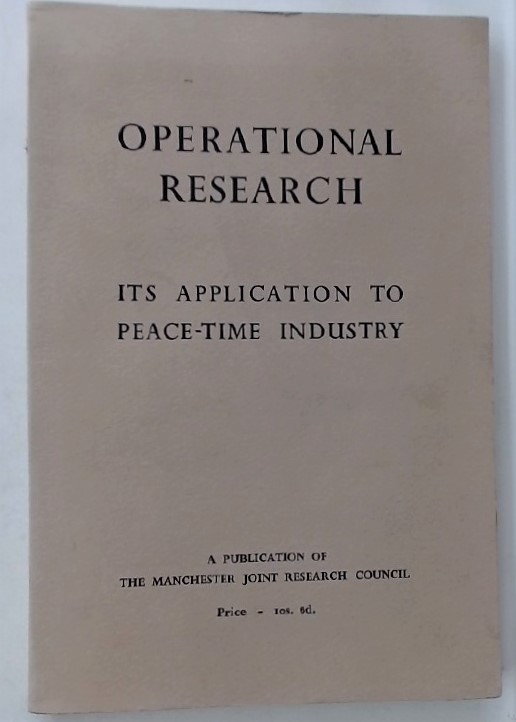 OPERATIONAL
RESEARCH
ITS APPLICATION TO
PEACE-TIME INDUSTRY
A PUBLICATION OF
THE MANCHESTER JOINT RESEARCH COUNCIL
Price - 10s. 6d.